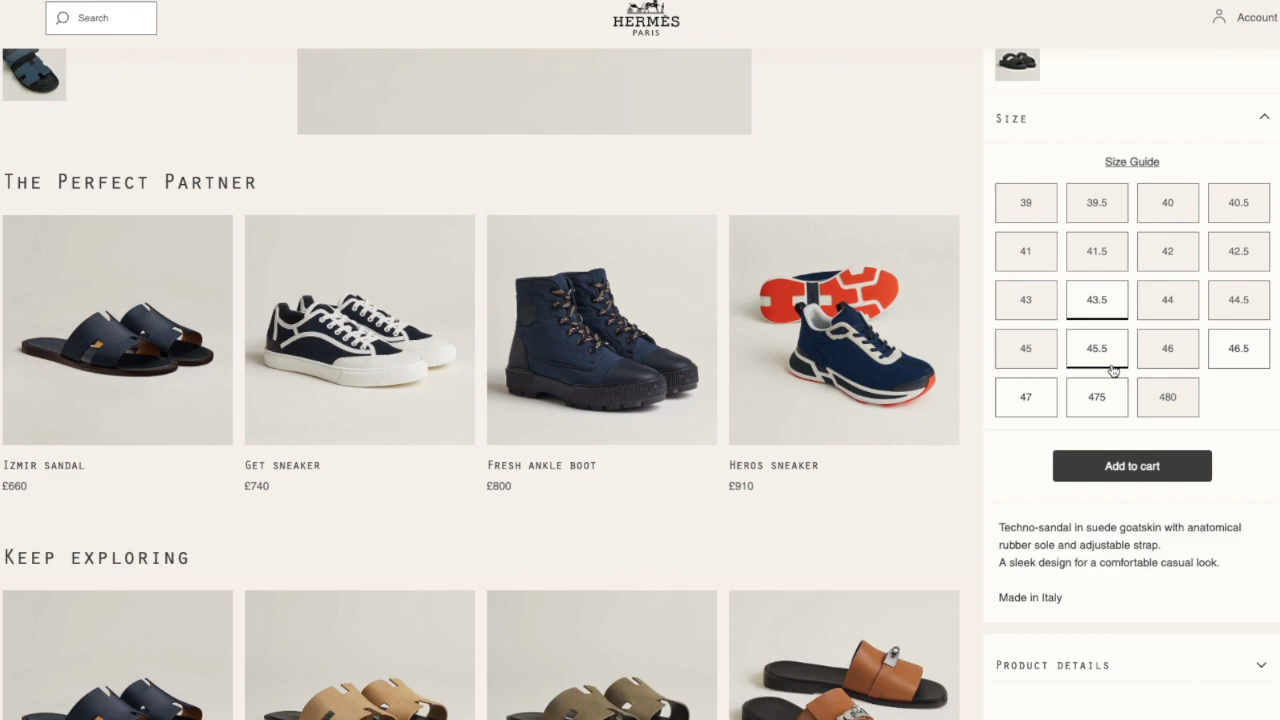 Search
HERMÈS
PARIS
Account
THE PERFECT PARTNER
IZMIR SANDAL
£660
GET SNEAKER
£740
FRESH ANKLE BOOT
£800
HEROS SNEAKER
£910
KEEP EXPLORING
SIZE
Size Guide
39 39.5 40 40.5
41 41.5 42 42.5
43 43.5 44 44.5
45 45.5 46 46.5
47 475 480
Add to cart
Techno-sandal in suede goatskin with anatomical
rubber sole and adjustable strap.
A sleek design for a comfortable casual look.
Made in Italy
PRODUCT DETAILS